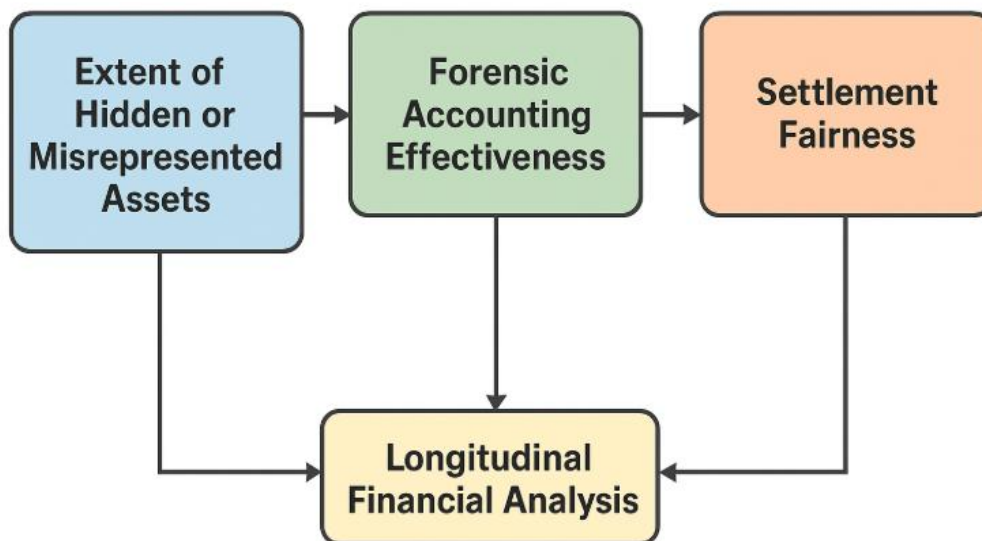 Extent of
Hidden or
Misrepresented
Assets
Forensic
Accounting
Effectiveness
Settlement
Fairness
Longitudinal
Financial Analysis